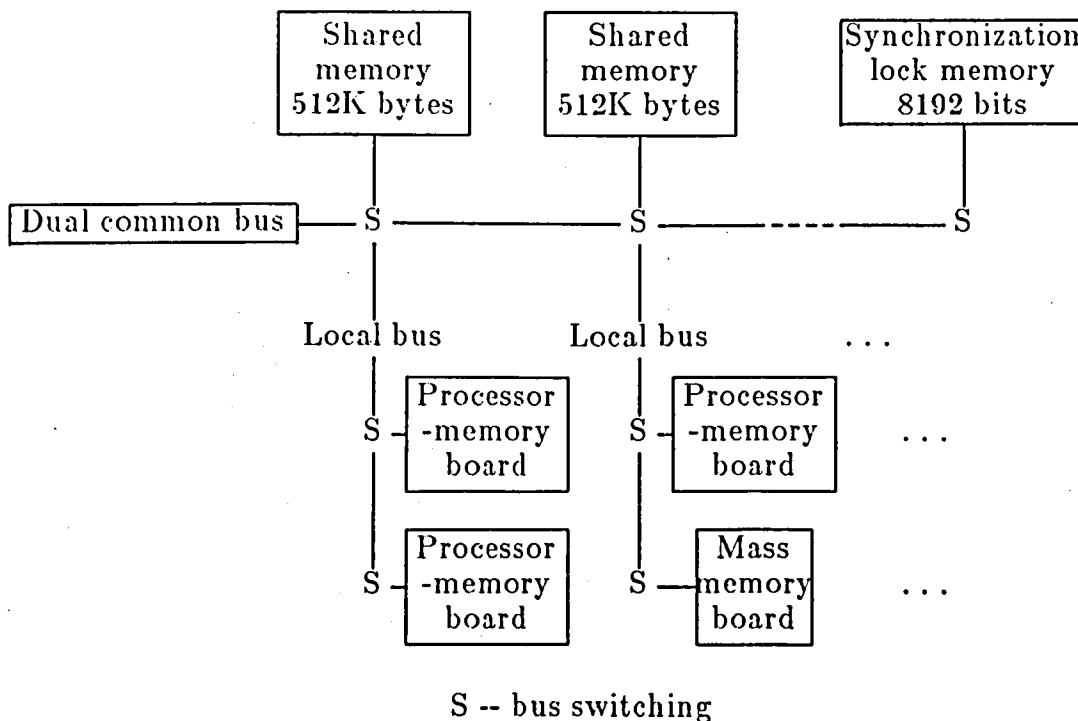 Shared
memory
512K bytes
Shared
memory
512K bytes
Synchronization
lock memory
8192 bits
Dual common bus
S
S
S
Local bus
Local bus
...
S
Processor
-memory
board
S
Processor
-memory
board
...
S
Processor
-memory
board
S
Mass
memory
board
...
S -- bus switching